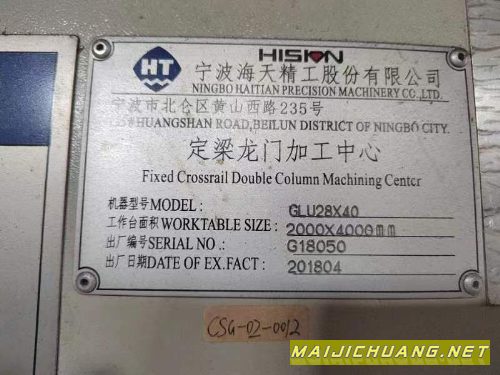 HT
HISION
宁波海天精工股份有限公司
NINGBO HAITIAN PRECISION MACHINERY CO.,LTD.
宁波市北仑区黄山西路235号
HUANGSHAN ROAD,BEILUN DISTRICT OF NINGBO CITY.
定梁龙门加工中心
Fixed Crossrail Double Column Machining Center
机器型号MODEL: GLU28X40
工作台面积WORKTABLE SIZE: 2000X4000mm
出厂编号SERIAL NO.: G18050
出厂日期DATE OF EX.FACT: 201804
CSG-02-0012
MAIJICHUANG.NET